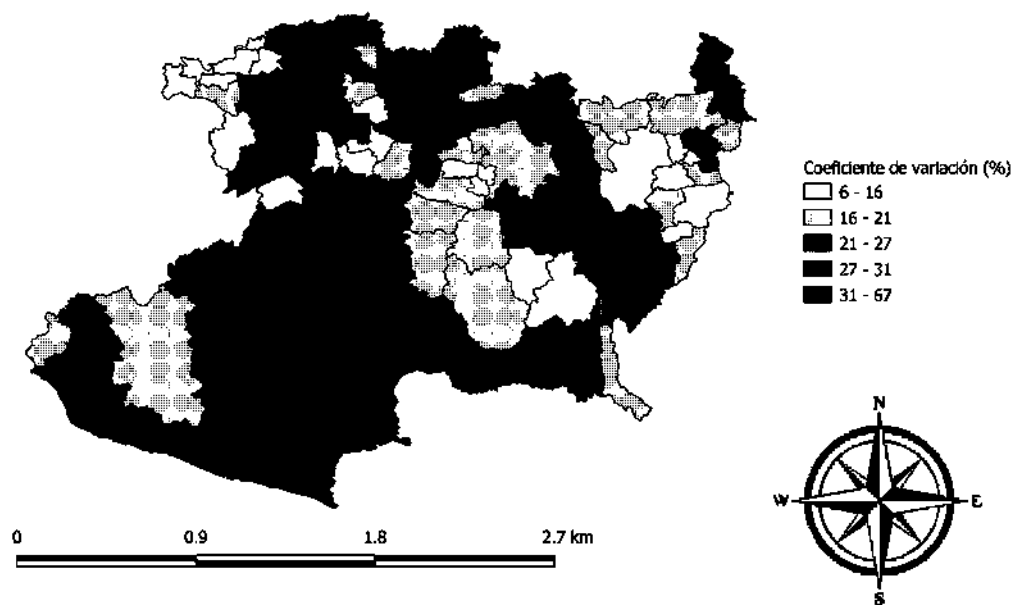 Coeficiente de variación (%)
6 - 16
16 - 21
21 - 27
27 - 31
31 - 67
N
W E
S
0 0.9 1.8 2.7 km